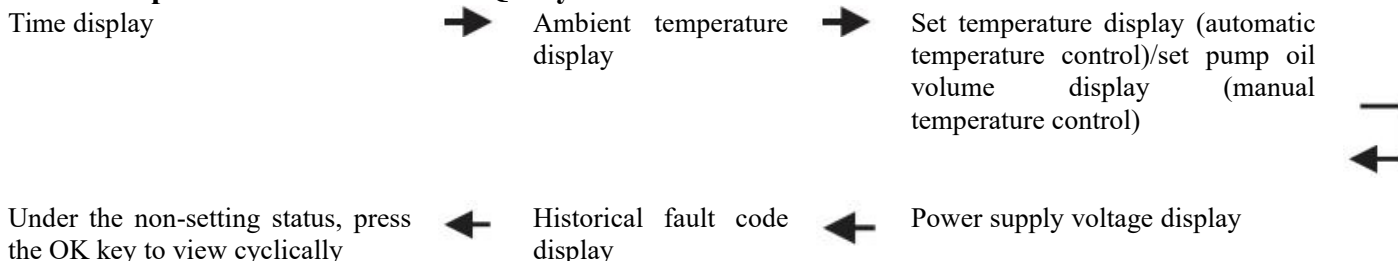 Time display
Ambient temperature
display
Set temperature display (automatic
temperature control)/set pump oil
volume display (manual
temperature control)
Under the non-setting status, press
the OK key to view cyclically
Historical fault code
display
Power supply voltage display